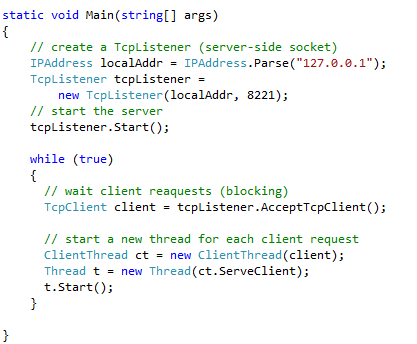 static void Main(string[] args)
{
// create a TcpListener (server-side socket)
IPAddress localAddr = IPAddress.Parse("127.0.0.1");
TcpListener tcpListener =
new TcpListener(localAddr, 8221);
// start the server
tcpListener.Start();
while (true)
{
// wait client reaquests (blocking)
TcpClient client = tcpListener.AcceptTcpClient();
// start a new thread for each client request
ClientThread ct = new ClientThread(client);
Thread t = new Thread(ct.ServeClient);
t.Start();
}
}